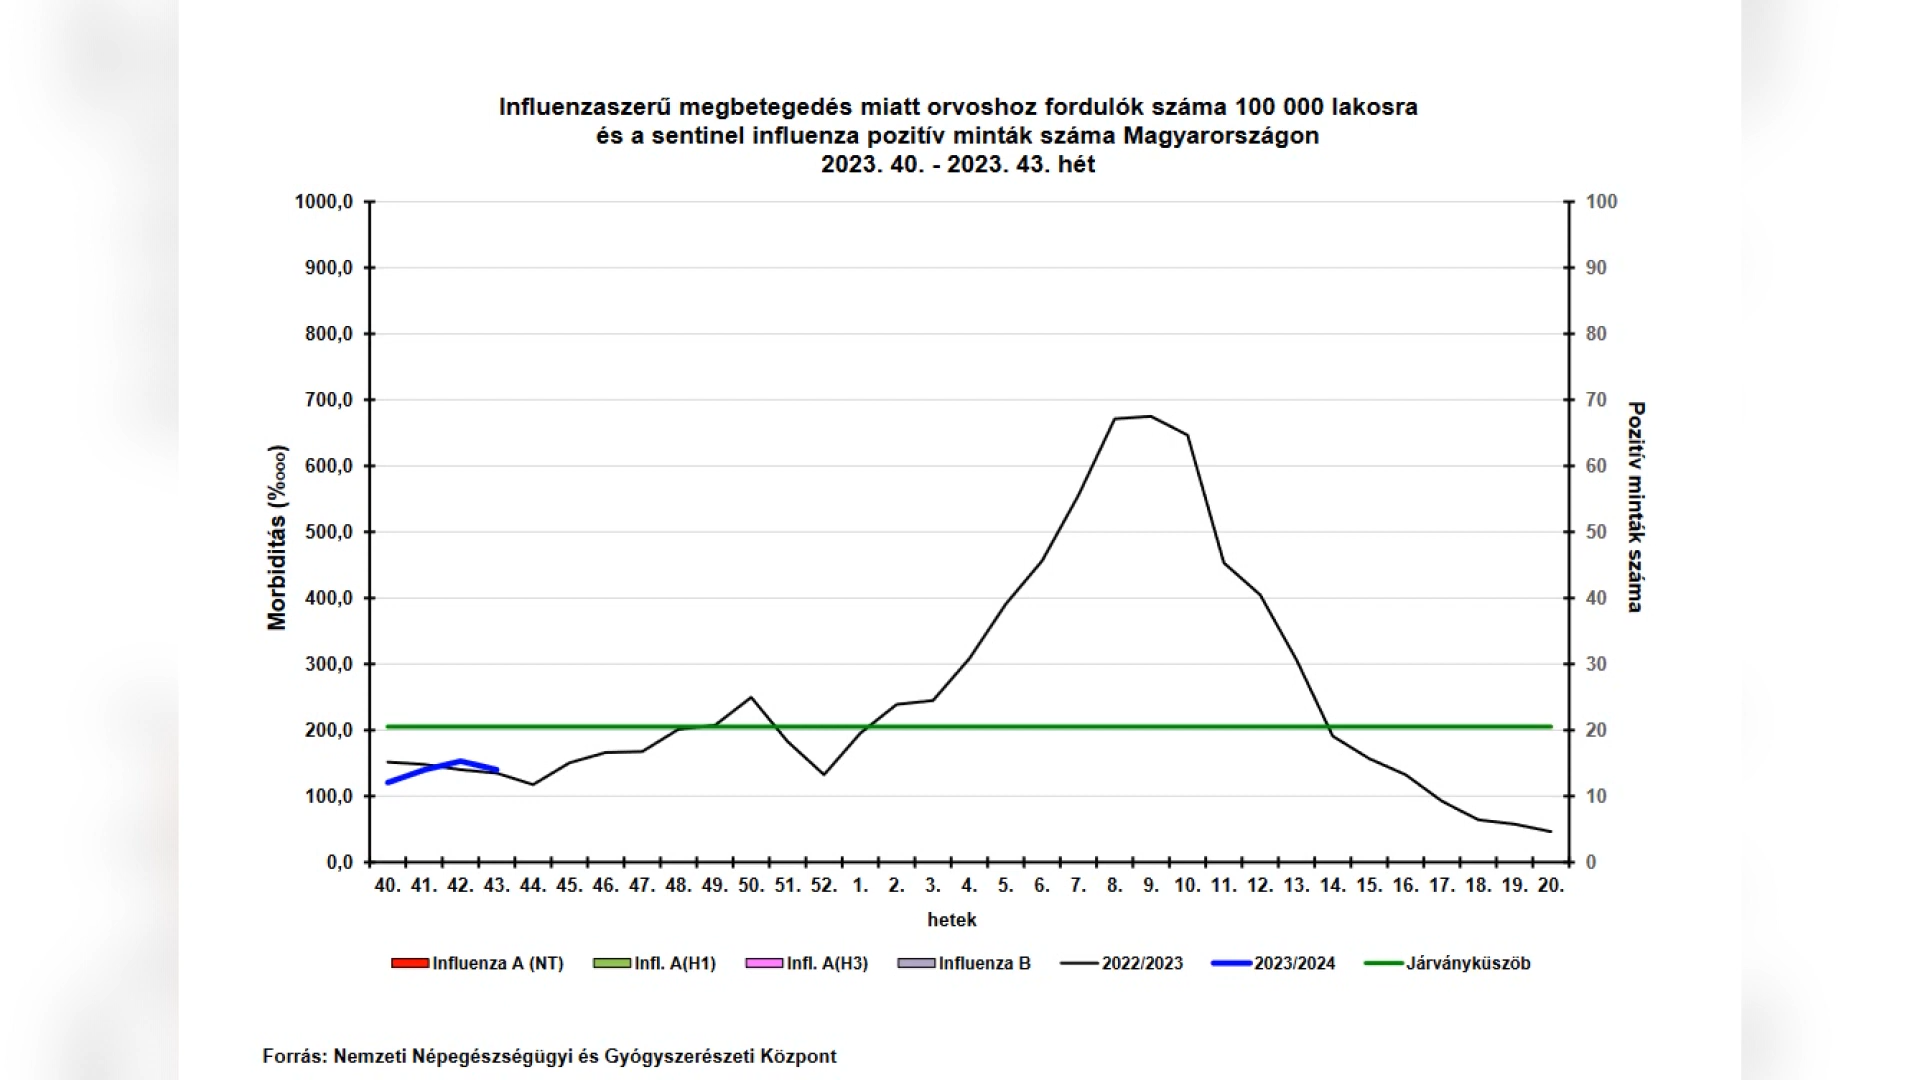 Influenzaszerű megbetegedés miatt orvoshoz fordulók száma 100 000 lakosra
és a sentinel influenza pozitív minták száma Magyarországon
2023. 40. - 2023. 43. hét
1000,0
900,0
800,0
700,0
600,0
500,0
400,0
300,0
200,0
100,0
0,0
Morbiditás (%ooo)
100
90
80
70
60
50
40
30
20
10
0
Pozitív minták száma
40. 41. 42. 43. 44. 45. 46. 47. 48. 49. 50. 51. 52. 1. 2. 3. 4. 5. 6. 7. 8. 9. 10. 11. 12. 13. 14. 15. 16. 17. 18. 19. 20.
hetek
Influenza A (NT) Infl. A(H1) Infl. A(H3) Influenza B 2022/2023 2023/2024 Járványküszöb
Forrás: Nemzeti Népegészségügyi és Gyógyszerészeti Központ